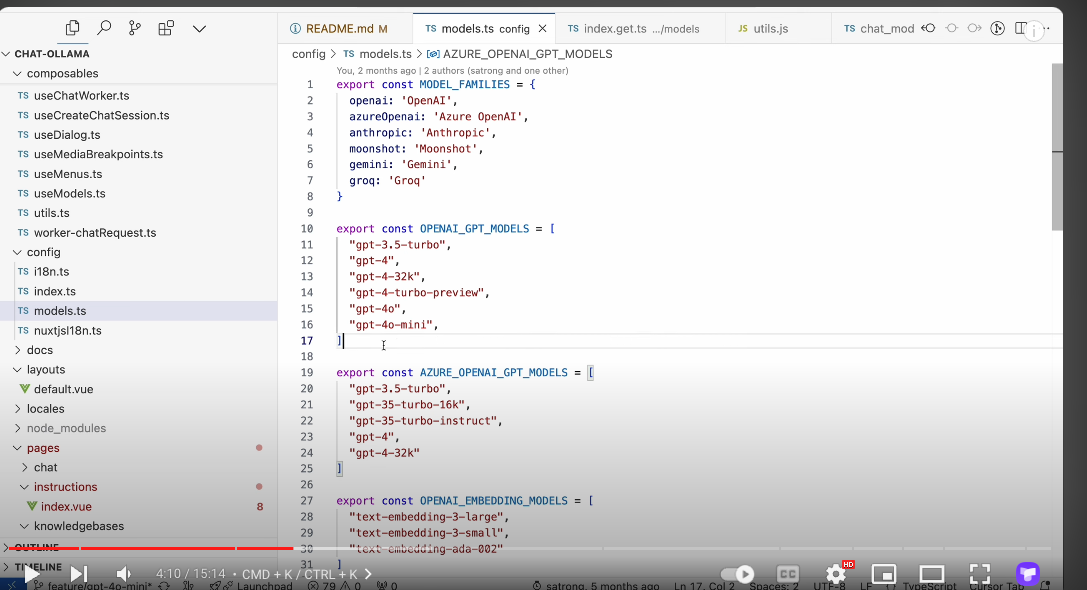 README.md M
TS models.ts config
TS index.get.ts .../models
JS utils.js
TS chat_mod
CHAT-OLLAMA
composables
TS useChatWorker.ts
TS useCreateChatSession.ts
TS useDialog.ts
TS useMediaBreakpoints.ts
TS useMenus.ts
TS useModels.ts
TS utils.ts
TS worker-chatRequest.ts
config
TS i18n.ts
TS index.ts
TS models.ts
TS nuxtjsI18n.ts
docs
layouts
default.vue
locales
node_modules
pages
chat
instructions
index.vue 8
knowledgebases
OUTLINE
TIMELINE
config > TS models.ts > AZURE_OPENAI_GPT_MODELS
You, 2 months ago | 2 authors (satrong and one other)
1 export const MODEL_FAMILIES = {
2 openai: 'OpenAI',
3 azureOpenai: 'Azure OpenAI',
4 anthropic: 'Anthropic',
5 moonshot: 'Moonshot',
6 gemini: 'Gemini',
7 groq: 'Groq'
8 }
9
10 export const OPENAI_GPT_MODELS = [
11 "gpt-3.5-turbo",
12 "gpt-4",
13 "gpt-4-32k",
14 "gpt-4-turbo-preview",
15 "gpt-4o",
16 "gpt-4o-mini",
17 ]
18
19 export const AZURE_OPENAI_GPT_MODELS = [
20 "gpt-3.5-turbo",
21 "gpt-35-turbo-16k",
22 "gpt-35-turbo-instruct",
23 "gpt-4",
24 "gpt-4-32k"
25 ]
26
27 export const OPENAI_EMBEDDING_MODELS = [
28 "text-embedding-3-large",
29 "text-embedding-3-small",
30 "text-embedding-ada-002"
31 ]
4:10 / 15:14 • CMD + K / CTRL + K >
CC
HD
feature/gpt-4o-mini* Launchpad 79 0 0 satrong, 5 months ago Ln 17, Col 2 Spaces: 2 UTF-8 LF {} TypeScript Cursor Tab